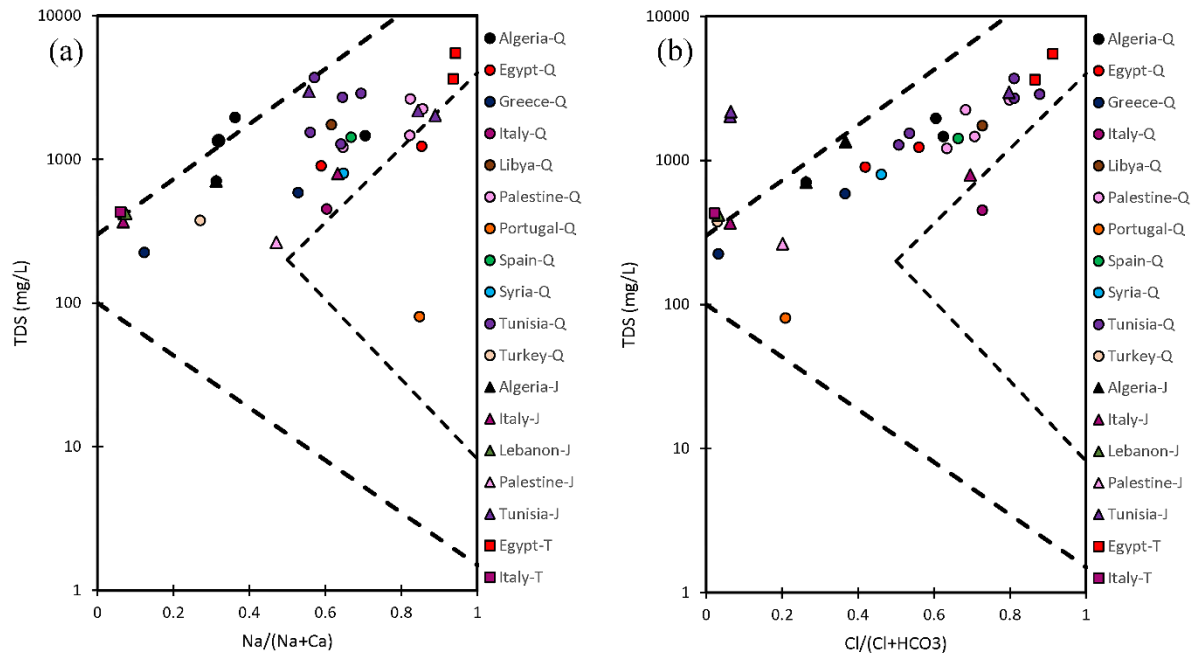 (a)
10000
1000
100
10
1
TDS (mg/L)
0
0.2
0.4
0.6
0.8
1
Na/(Na+Ca)
Algeria-Q
Egypt-Q
Greece-Q
Italy-Q
Libya-Q
Palestine-Q
Portugal-Q
Spain-Q
Syria-Q
Tunisia-Q
Turkey-Q
Algeria-J
Italy-J
Lebanon-J
Palestine-J
Tunisia-J
Egypt-T
Italy-T
(b)
10000
1000
100
10
1
TDS (mg/L)
0
0.2
0.4
0.6
0.8
1
Cl/(Cl+HCO3)
Algeria-Q
Egypt-Q
Greece-Q
Italy-Q
Libya-Q
Palestine-Q
Portugal-Q
Spain-Q
Syria-Q
Tunisia-Q
Turkey-Q
Algeria-J
Italy-J
Lebanon-J
Palestine-J
Tunisia-J
Egypt-T
Italy-T